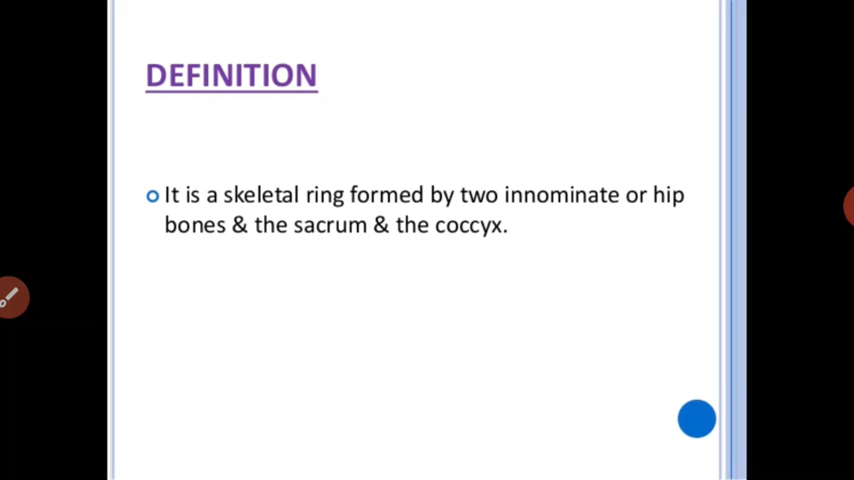 DEFINITION
It is a skeletal ring formed by two innominate or hip
bones & the sacrum & the coccyx.